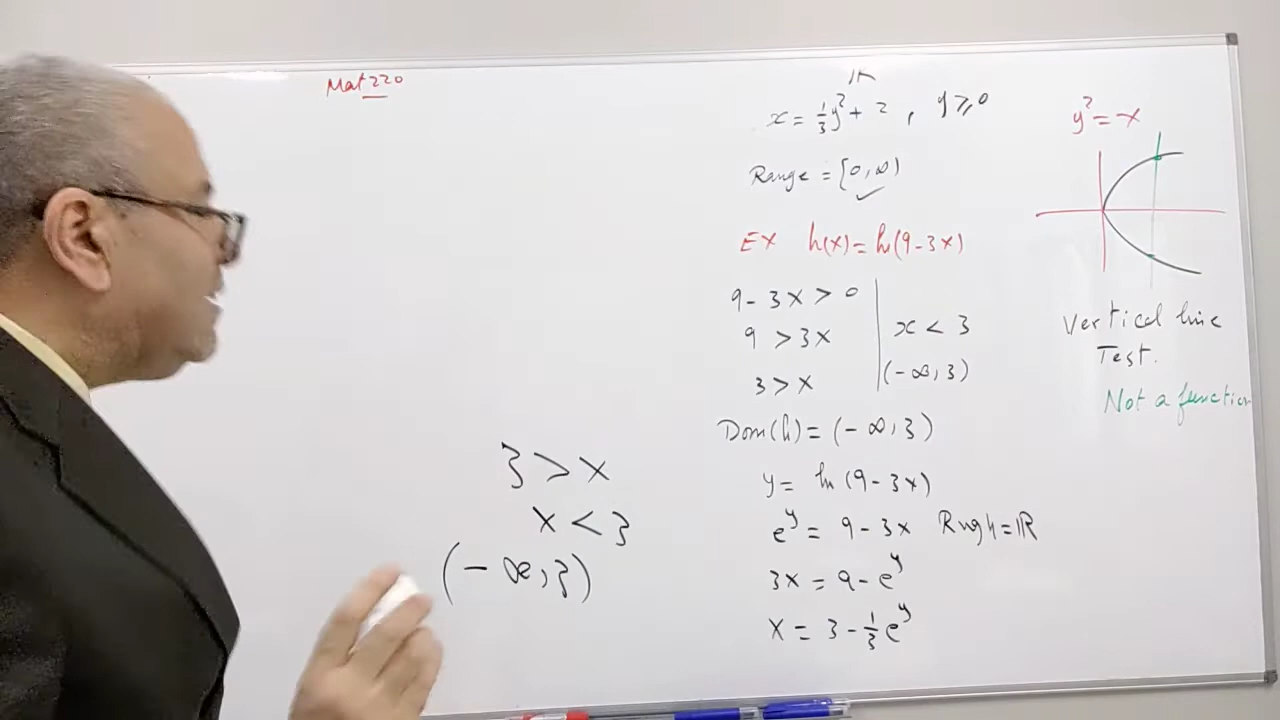 Mat 220
x = 1/3 y² + 2 , y ≥ 0
Range = [0, ∞)
EX h(x) = ln(9-3x)
9 - 3x > 0
9 > 3x
3 > x
x < 3
(-∞, 3)
Dom(h) = (-∞, 3)
y = ln(9-3x)
e^y = 9 - 3x Rng h = ℝ
3x = 9 - e^y
x = 3 - 1/3 e^y
3 > x
x < 3
(-∞, 3)
y² = x
Vertical line
Test.
Not a function